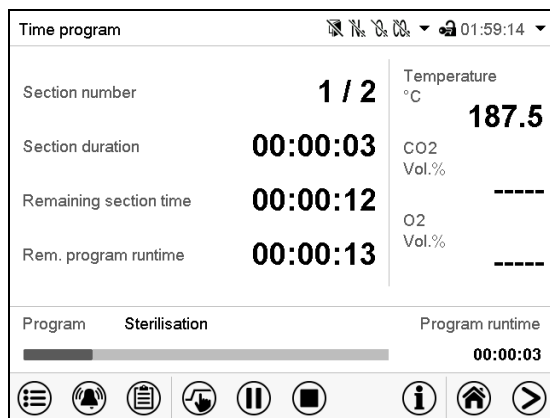 Time program 01:59:14
Section number 1 / 2
Section duration 00:00:03
Remaining section time 00:00:12
Rem. program runtime 00:00:13
Temperature
°C
187.5
CO2
Vol.%
-----
O2
Vol.%
-----
Program Sterilisation Program runtime
00:00:03